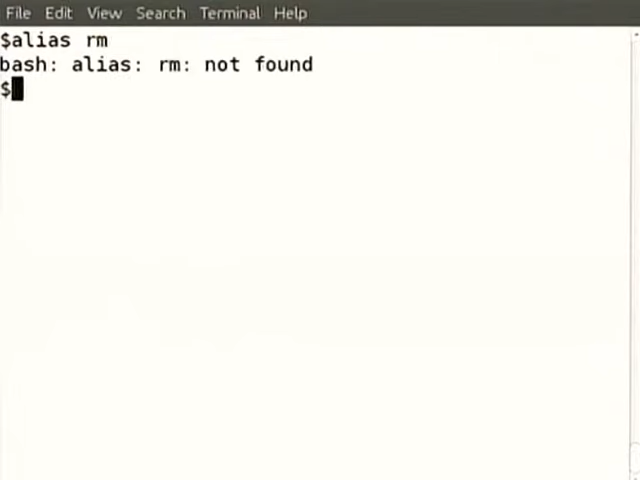 File Edit View Search Terminal Help
$alias rm
bash: alias: rm: not found
$